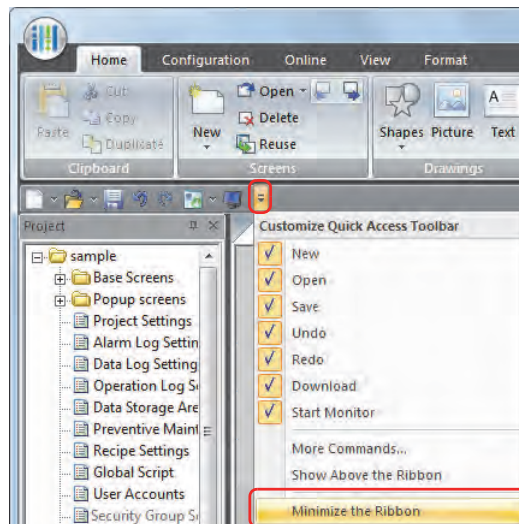 Home Configuration Online View Format
Cut
Copy
Duplicate
Paste
Clipboard
New
Open
Delete
Reuse
Screens
Shapes Picture Text
Drawings
Project
sample
Base Screens
Popup screens
Project Settings
Alarm Log Settin
Data Log Setting
Operation Log S
Data Storage Are
Preventive Maint
Recipe Settings
Global Script
User Accounts
Security Group S
Customize Quick Access Toolbar
New
Open
Save
Undo
Redo
Download
Start Monitor
More Commands...
Show Above the Ribbon
Minimize the Ribbon